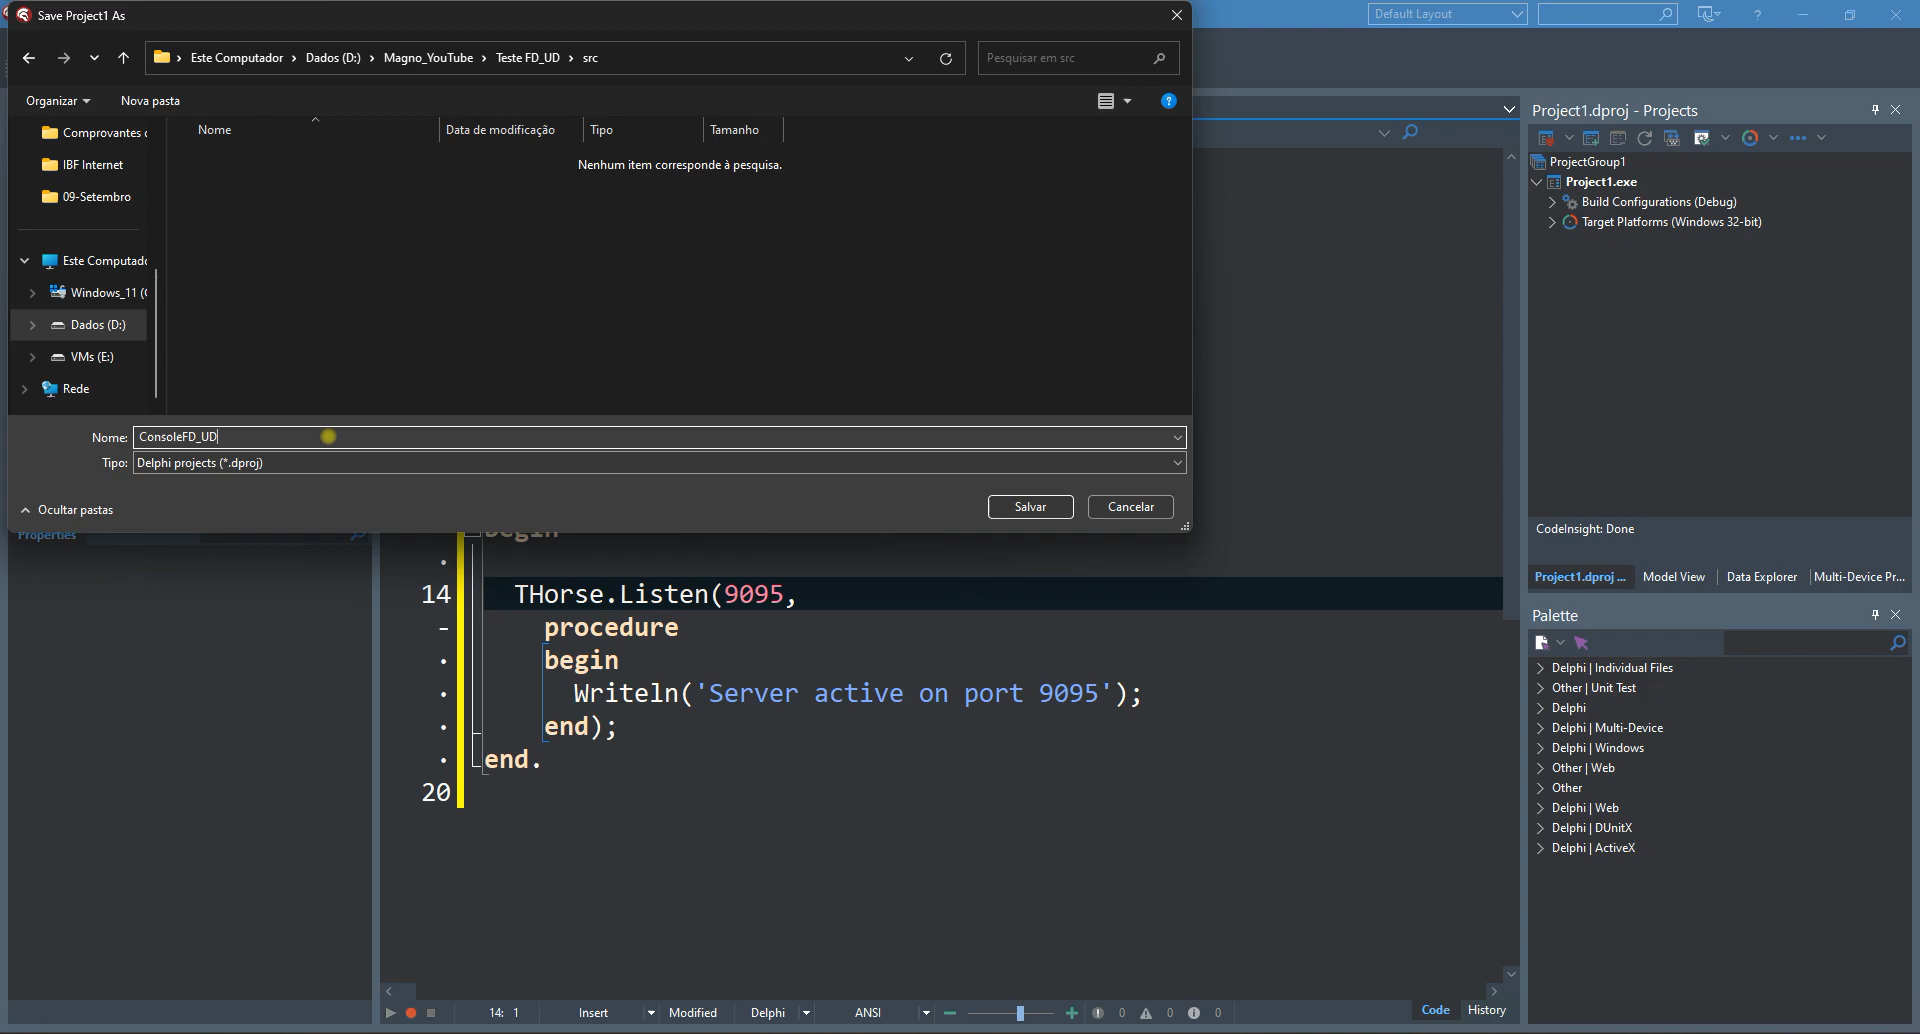 Save Project1 As
Default Layout
Este Computador > Dados (D:) > Magno_YouTube > Teste FD_UD > src
Pesquisar em src
Organizar
Nova pasta
Nome
Data de modificação
Tipo
Tamanho
Nenhum item corresponde à pesquisa.
Comprovantes
IBF Internet
09-Setembro
Este Computado
Windows_11 (
Dados (D:)
VMs (E:)
Rede
Nome: ConsoleFD_UD
Tipo: Delphi projects (*.dproj)
Ocultar pastas
Salvar
Cancelar
Properties
begin
14 THorse.Listen(9095,
procedure
begin
Writeln('Server active on port 9095');
end);
end.
20
14: 1
Insert
Modified
Delphi
ANSI
0
0
0
Code
History
Project1.dproj - Projects
ProjectGroup1
Project1.exe
Build Configurations (Debug)
Target Platforms (Windows 32-bit)
CodeInsight: Done
Project1.dproj ...
Model View
Data Explorer
Multi-Device Pr...
Palette
Delphi | Individual Files
Other | Unit Test
Delphi
Delphi | Multi-Device
Delphi | Windows
Other | Web
Other
Delphi | Web
Delphi | DUnitX
Delphi | ActiveX